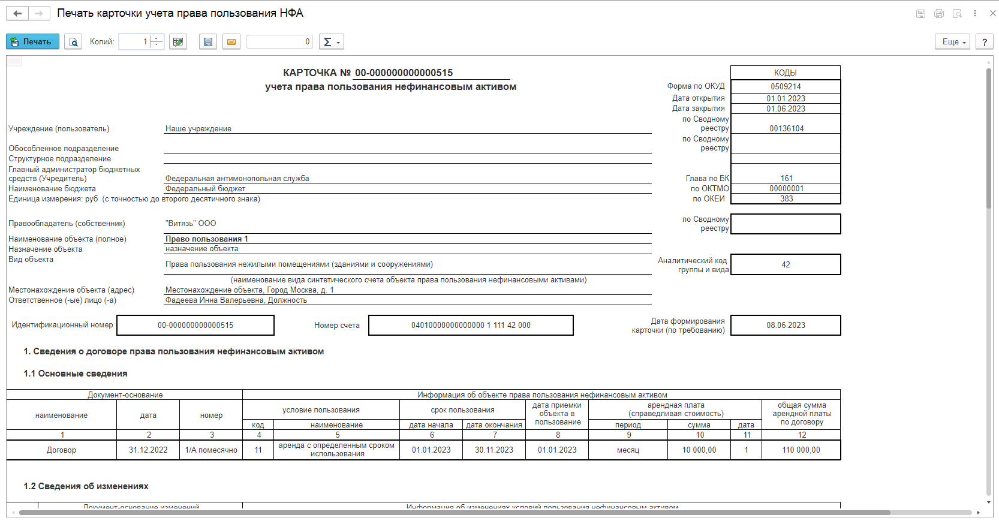 Печать карточки учета права пользования НФА
Печать
Копий:
1
0
Σ
Еще
?
КАРТОЧКА № 00-000000000000515
учета права пользования нефинансовым активом
КОДЫ
Форма по ОКУД 0509214
Дата открытия 01.01.2023
Дата закрытия 01.06.2023
Учреждение (пользователь) Наше учреждение
по Сводному
реестру 00136104
Обособленное подразделение
по Сводному
реестру
Структурное подразделение
Главный администратор бюджетных
средств (Учредитель) Федеральная антимонопольная служба Глава по БК 161
Наименование бюджета Федеральный бюджет по ОКТМО 00000001
Единица измерения: руб (с точностью до второго десятичного знака) по ОКЕИ 383
Правообладатель (собственник) "Витязь" ООО
по Сводному
реестру
Наименование объекта (полное) Право пользования 1
Назначение объекта назначение объекта
Вид объекта
Права пользования нежилыми помещениями (зданиями и сооружениями)
Аналитический код
группы и вида 42
(наименование вида синтетического счета объекта права пользования нефинансовыми активами)
Местонахождение объекта (адрес) Местонахождение объекта, Город Москва, д. 1
Ответственное (-ые) лицо (-а) Фадеева Инна Валерьевна, Должность
Идентификационный номер 00-000000000000515 Номер счета 04010000000000000 1 111 42 000
Дата формирования
карточки (по требованию) 08.06.2023
1. Сведения о договоре права пользования нефинансовым активом
1.1 Основные сведения
Документ-основание Информация об объекте права пользования нефинансовым активом
наименование дата номер
условие пользования срок пользования
дата приемки
объекта в
пользование
арендная плата
(справедливая стоимость)
общая сумма
арендной платы
по договору
код наименование дата начала дата окончания период сумма дата
1 2 3 4 5 6 7 8 9 10 11 12
Договор 31.12.2022 1/А помесячно 11
аренда с определенным сроком
использования
01.01.2023 30.11.2023 01.01.2023 месяц 10 000,00 1 110 000,00
1.2 Сведения об изменениях
Документ-основание изменений Информация об изменениях условий пользования нефинансовым активом